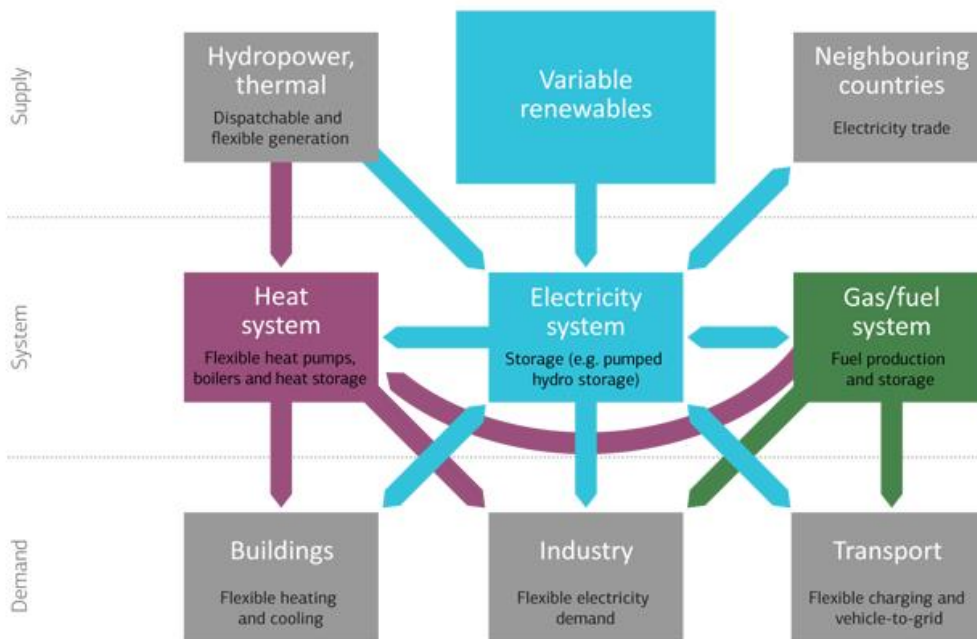 Supply
Hydropower,
thermal
Dispatchable and
flexible generation
Variable
renewables
Neighbouring
countries
Electricity trade
System
Heat
system
Flexible heat pumps,
boilers and heat storage
Electricity
system
Storage (e.g. pumped
hydro storage)
Gas/fuel
system
Fuel production
and storage
Demand
Buildings
Flexible heating
and cooling
Industry
Flexible electricity
demand
Transport
Flexible charging and
vehicle-to-grid